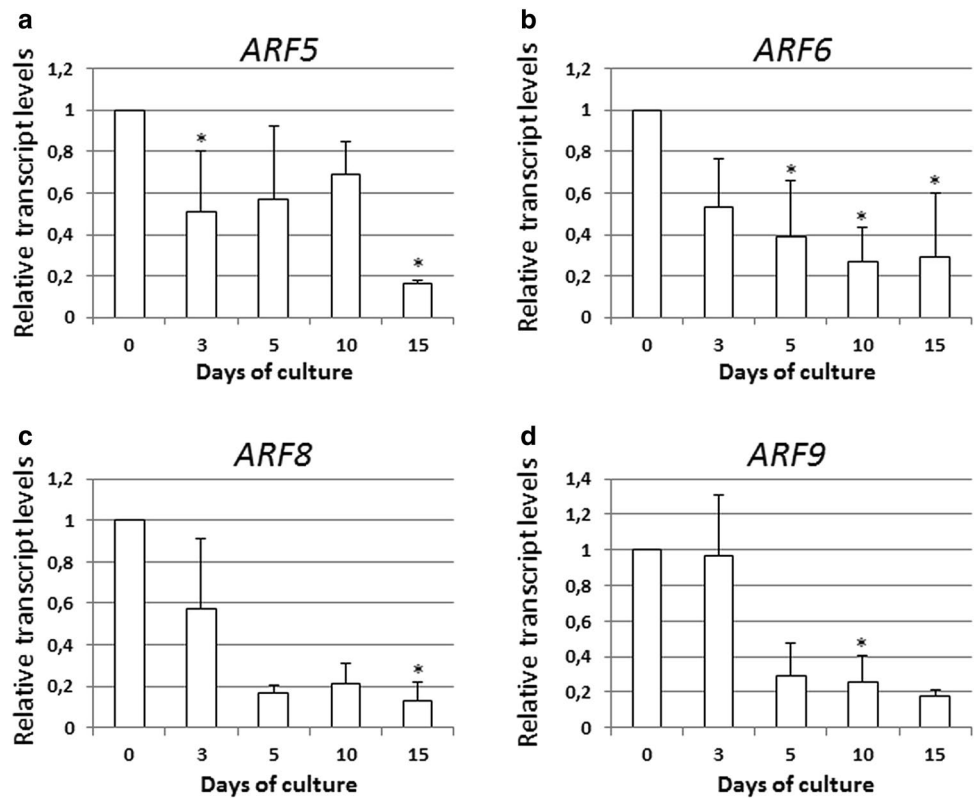 a
ARF5
Relative transcript levels
1,2
1
0,8
0,6
0,4
0,2
0
*
*
0 3 5 10 15
Days of culture
b
ARF6
Relative transcript levels
1,2
1
0,8
0,6
0,4
0,2
0
*
*
*
0 3 5 10 15
Days of culture
c
ARF8
Relative transcript levels
1,2
1
0,8
0,6
0,4
0,2
0
*
0 3 5 10 15
Days of culture
d
ARF9
Relative transcript levels
1,4
1,2
1
0,8
0,6
0,4
0,2
0
*
0 3 5 10 15
Days of culture